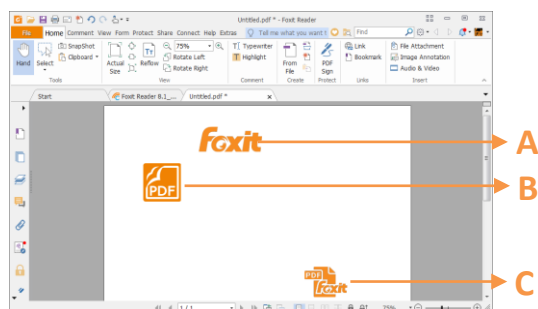 Untitled.pdf * - Foxit Reader
File Home Comment View Form Protect Share Connect Help Extras Tell me what you want t Find
Hand Select SnapShot Clipboard Actual Size Reflow 75% Rotate Left Rotate Right Typewriter Highlight From File PDF Sign Link Bookmark File Attachment Image Annotation Audio & Video
Tools View Comment Create Protect Links Insert
Start Foxit Reader 8.1_... Untitled.pdf *
Foxit A
PDF B
PDF Foxit C
1 / 1 75%